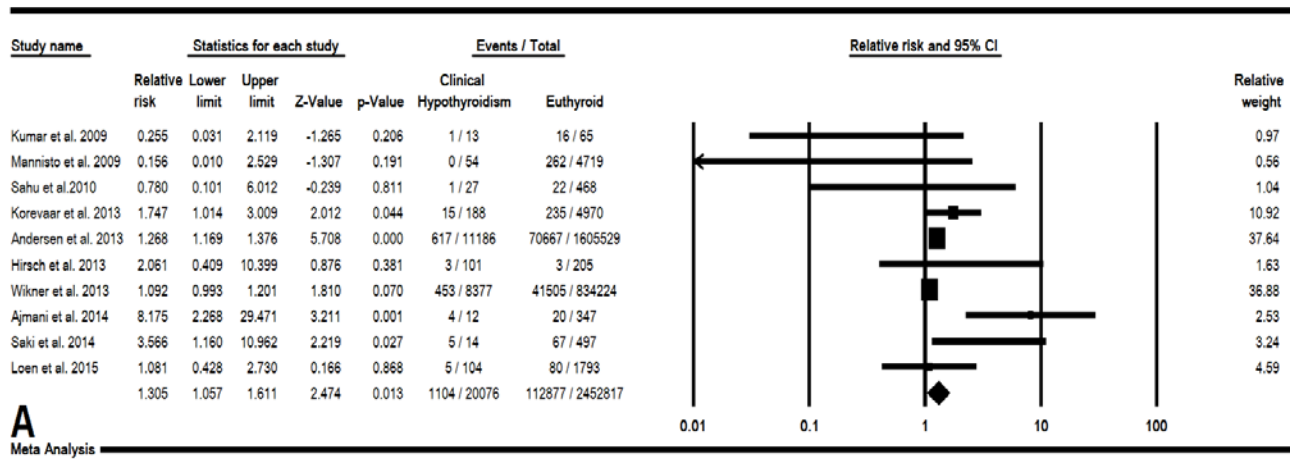 Study name Statistics for each study Events / Total Relative risk and 95% CI
Relative Lower Upper Clinical Relative
risk limit limit Z-Value p-Value Hypothyroidism Euthyroid weight
Kumar et al. 2009 0.255 0.031 2.119 -1.265 0.206 1 / 13 16 / 65 0.97
Mannisto et al. 2009 0.156 0.010 2.529 -1.307 0.191 0 / 54 262 / 4719 0.56
Sahu et al.2010 0.780 0.101 6.012 -0.239 0.811 1 / 27 22 / 468 1.04
Korevaar et al. 2013 1.747 1.014 3.009 2.012 0.044 15 / 188 235 / 4970 10.92
Andersen et al. 2013 1.268 1.169 1.376 5.708 0.000 617 / 11186 70667 / 1605529 37.64
Hirsch et al. 2013 2.061 0.409 10.399 0.876 0.381 3 / 101 3 / 205 1.63
Wikner et al. 2013 1.092 0.993 1.201 1.810 0.070 453 / 8377 41505 / 834224 36.88
Ajmani et al. 2014 8.175 2.268 29.471 3.211 0.001 4 / 12 20 / 347 2.53
Saki et al. 2014 3.566 1.160 10.962 2.219 0.027 5 / 14 67 / 497 3.24
Loen et al. 2015 1.081 0.428 2.730 0.166 0.868 5 / 104 80 / 1793 4.59
1.305 1.057 1.611 2.474 0.013 1104 / 20076 112877 / 2452817
0.01 0.1 1 10 100
A
Meta Analysis